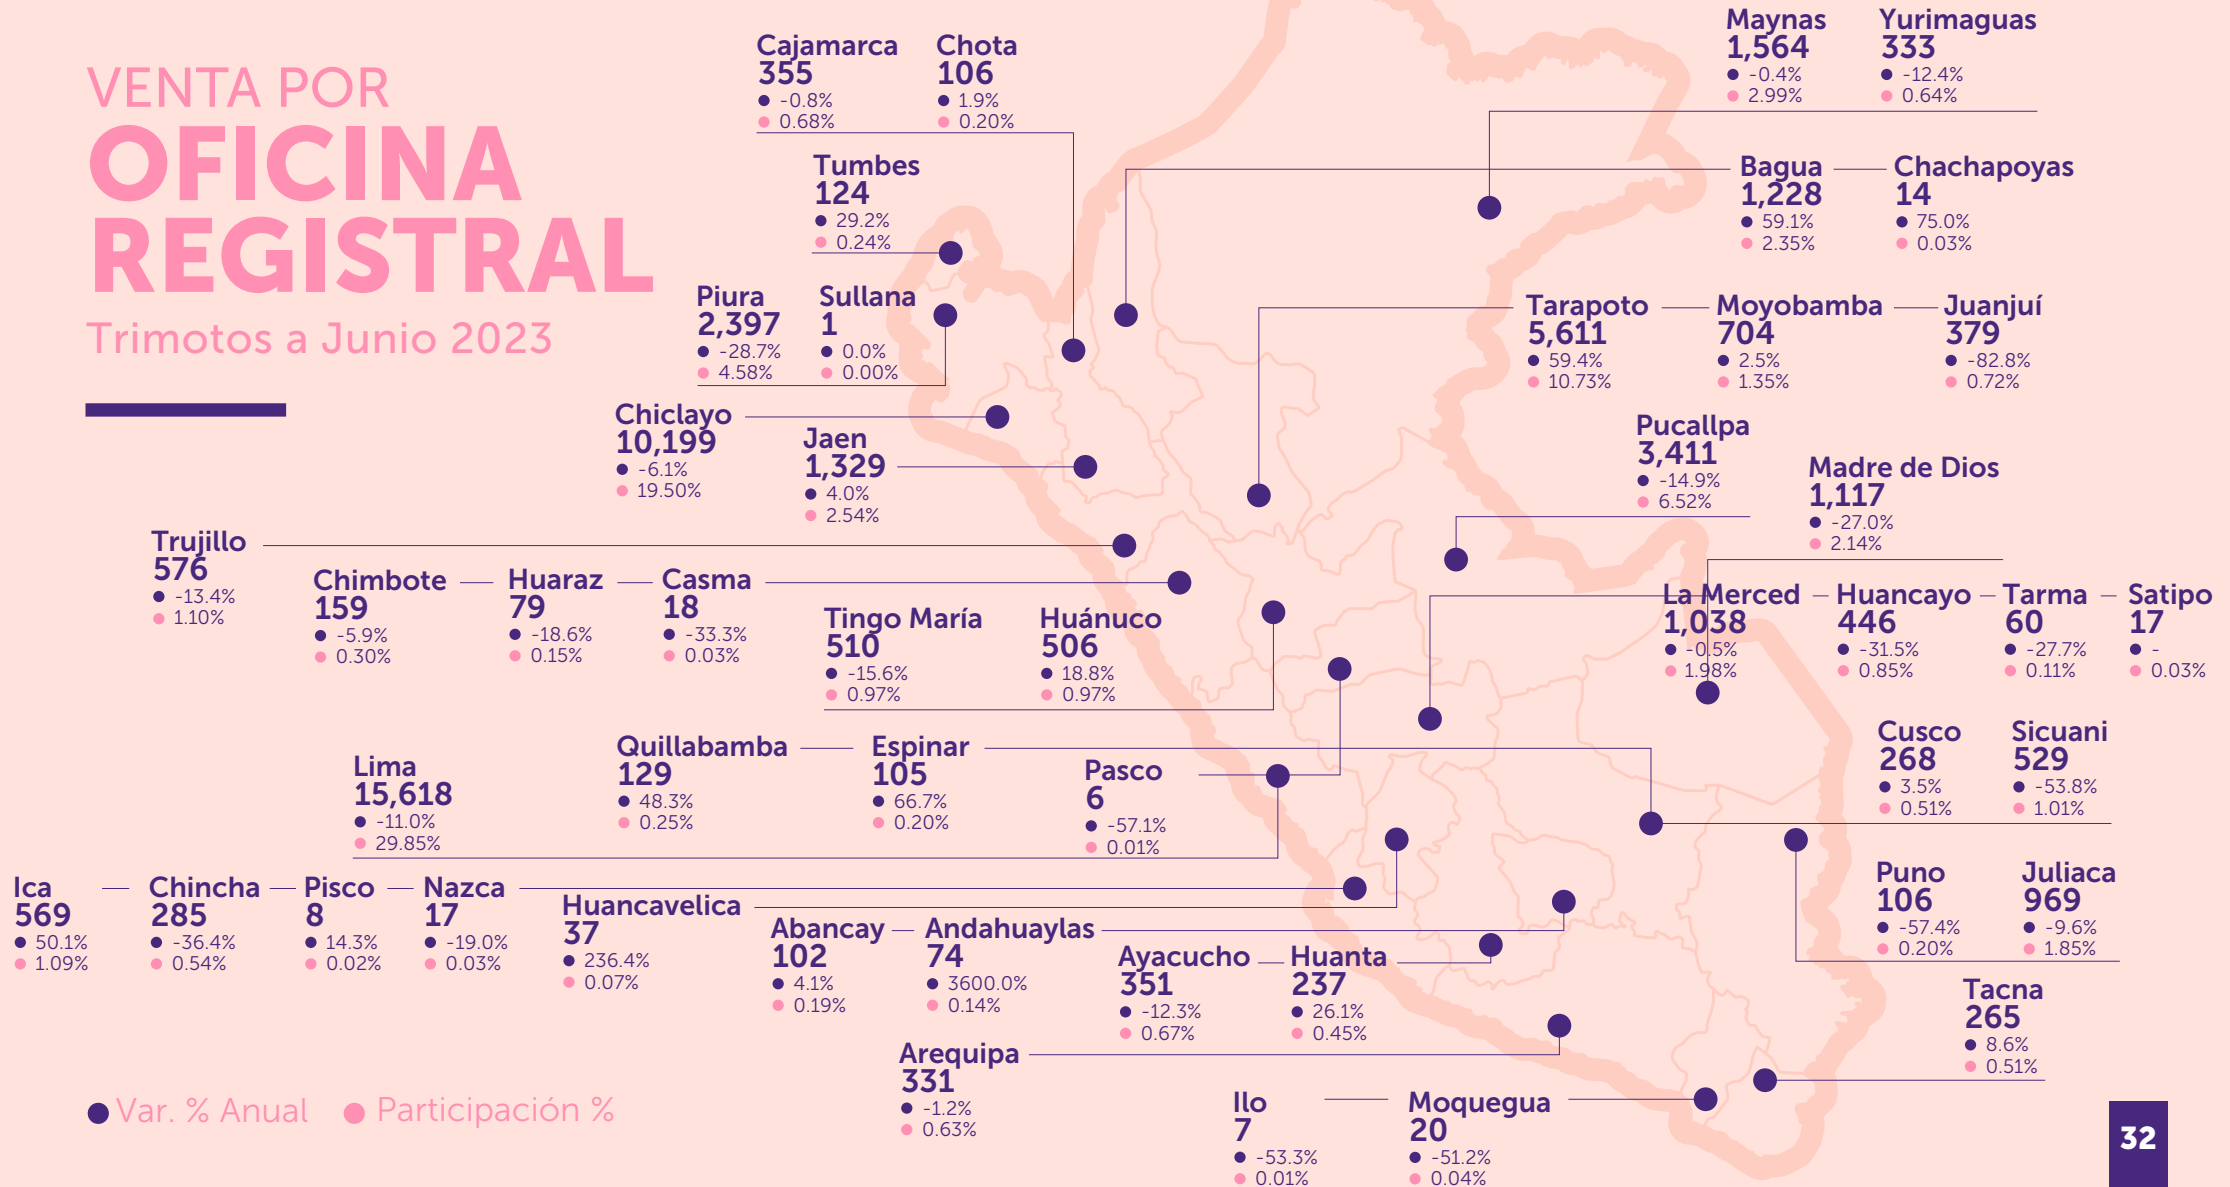 VENTA POR
OFICINA
REGISTRAL
Trimotos a Junio 2023
Cajamarca
355
-0.8%
0.68%
Chota
106
1.9%
0.20%
Maynas
1,564
-0.4%
2.99%
Yurimaguas
333
-12.4%
0.64%
Tumbes
124
29.2%
0.24%
Bagua
1,228
59.1%
2.35%
Chachapoyas
14
75.0%
0.03%
Piura
2,397
-28.7%
4.58%
Sullana
1
0.0%
0.00%
Tarapoto
5,611
59.4%
10.73%
Moyobamba
704
2.5%
1.35%
Juanjuí
379
-82.8%
0.72%
Chiclayo
10,199
-6.1%
19.50%
Jaen
1,329
4.0%
2.54%
Pucallpa
3,411
-14.9%
6.52%
Madre de Dios
1,117
-27.0%
2.14%
Trujillo
576
-13.4%
1.10%
Chimbote
159
-5.9%
0.30%
Huaraz
79
-18.6%
0.15%
Casma
18
-33.3%
0.03%
Tingo María
510
-15.6%
0.97%
Huánuco
506
18.8%
0.97%
La Merced
1,038
-0.5%
1.98%
Huancayo
446
-31.5%
0.85%
Tarma
60
-27.7%
0.11%
Satipo
17
-
0.03%
Lima
15,618
-11.0%
29.85%
Quillabamba
129
48.3%
0.25%
Espinar
105
66.7%
0.20%
Pasco
6
-57.1%
0.01%
Cusco
268
3.5%
0.51%
Sicuani
529
-53.8%
1.01%
Ica
569
50.1%
1.09%
Chincha
285
-36.4%
0.54%
Pisco
8
14.3%
0.02%
Nazca
17
-19.0%
0.03%
Huancavelica
37
236.4%
0.07%
Abancay
102
4.1%
0.19%
Andahuaylas
74
3600.0%
0.14%
Ayacucho
351
-12.3%
0.67%
Huanta
237
26.1%
0.45%
Puno
106
-57.4%
0.20%
Juliaca
969
-9.6%
1.85%
Arequipa
331
-1.2%
0.63%
Tacna
265
8.6%
0.51%
Ilo
7
-53.3%
0.01%
Moquegua
20
-51.2%
0.04%
Var. % Anual
Participación %
32